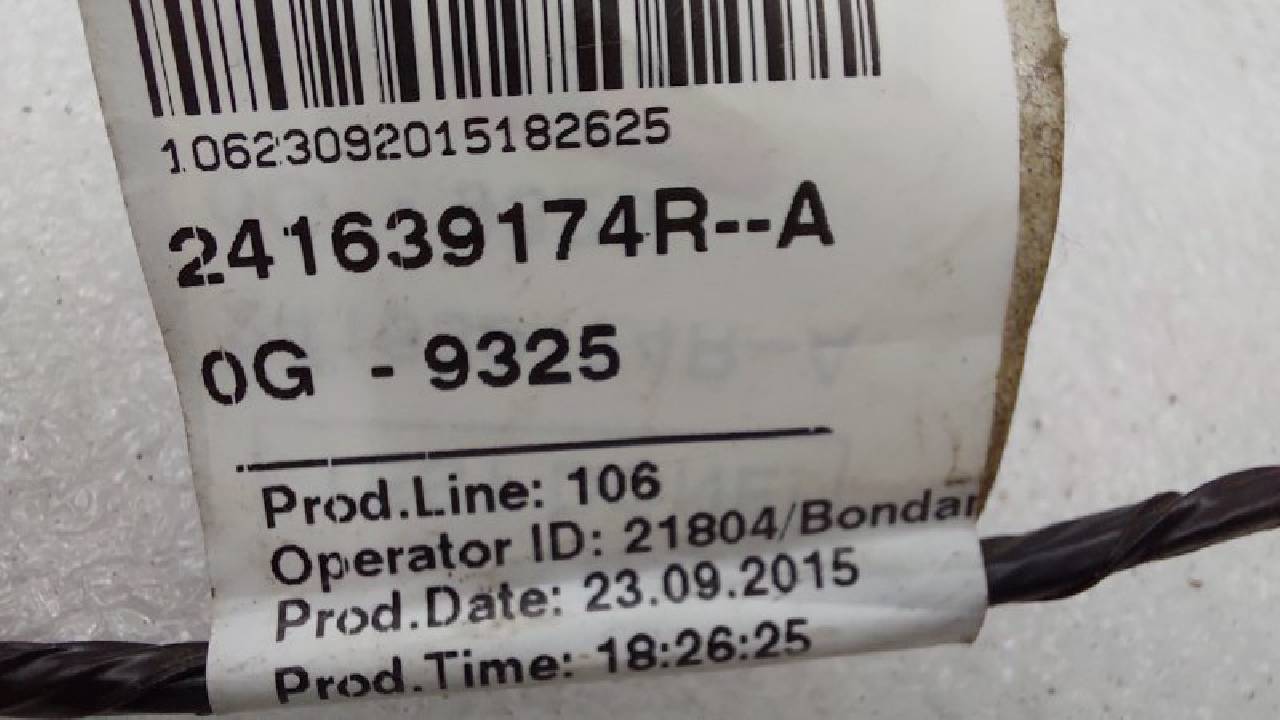 10623092015182625
241639174R--A
0G - 9325
Prod.Line: 106
Operator ID: 21804/Bondar
Prod.Date: 23.09.2015
Prod.Time: 18:26:25